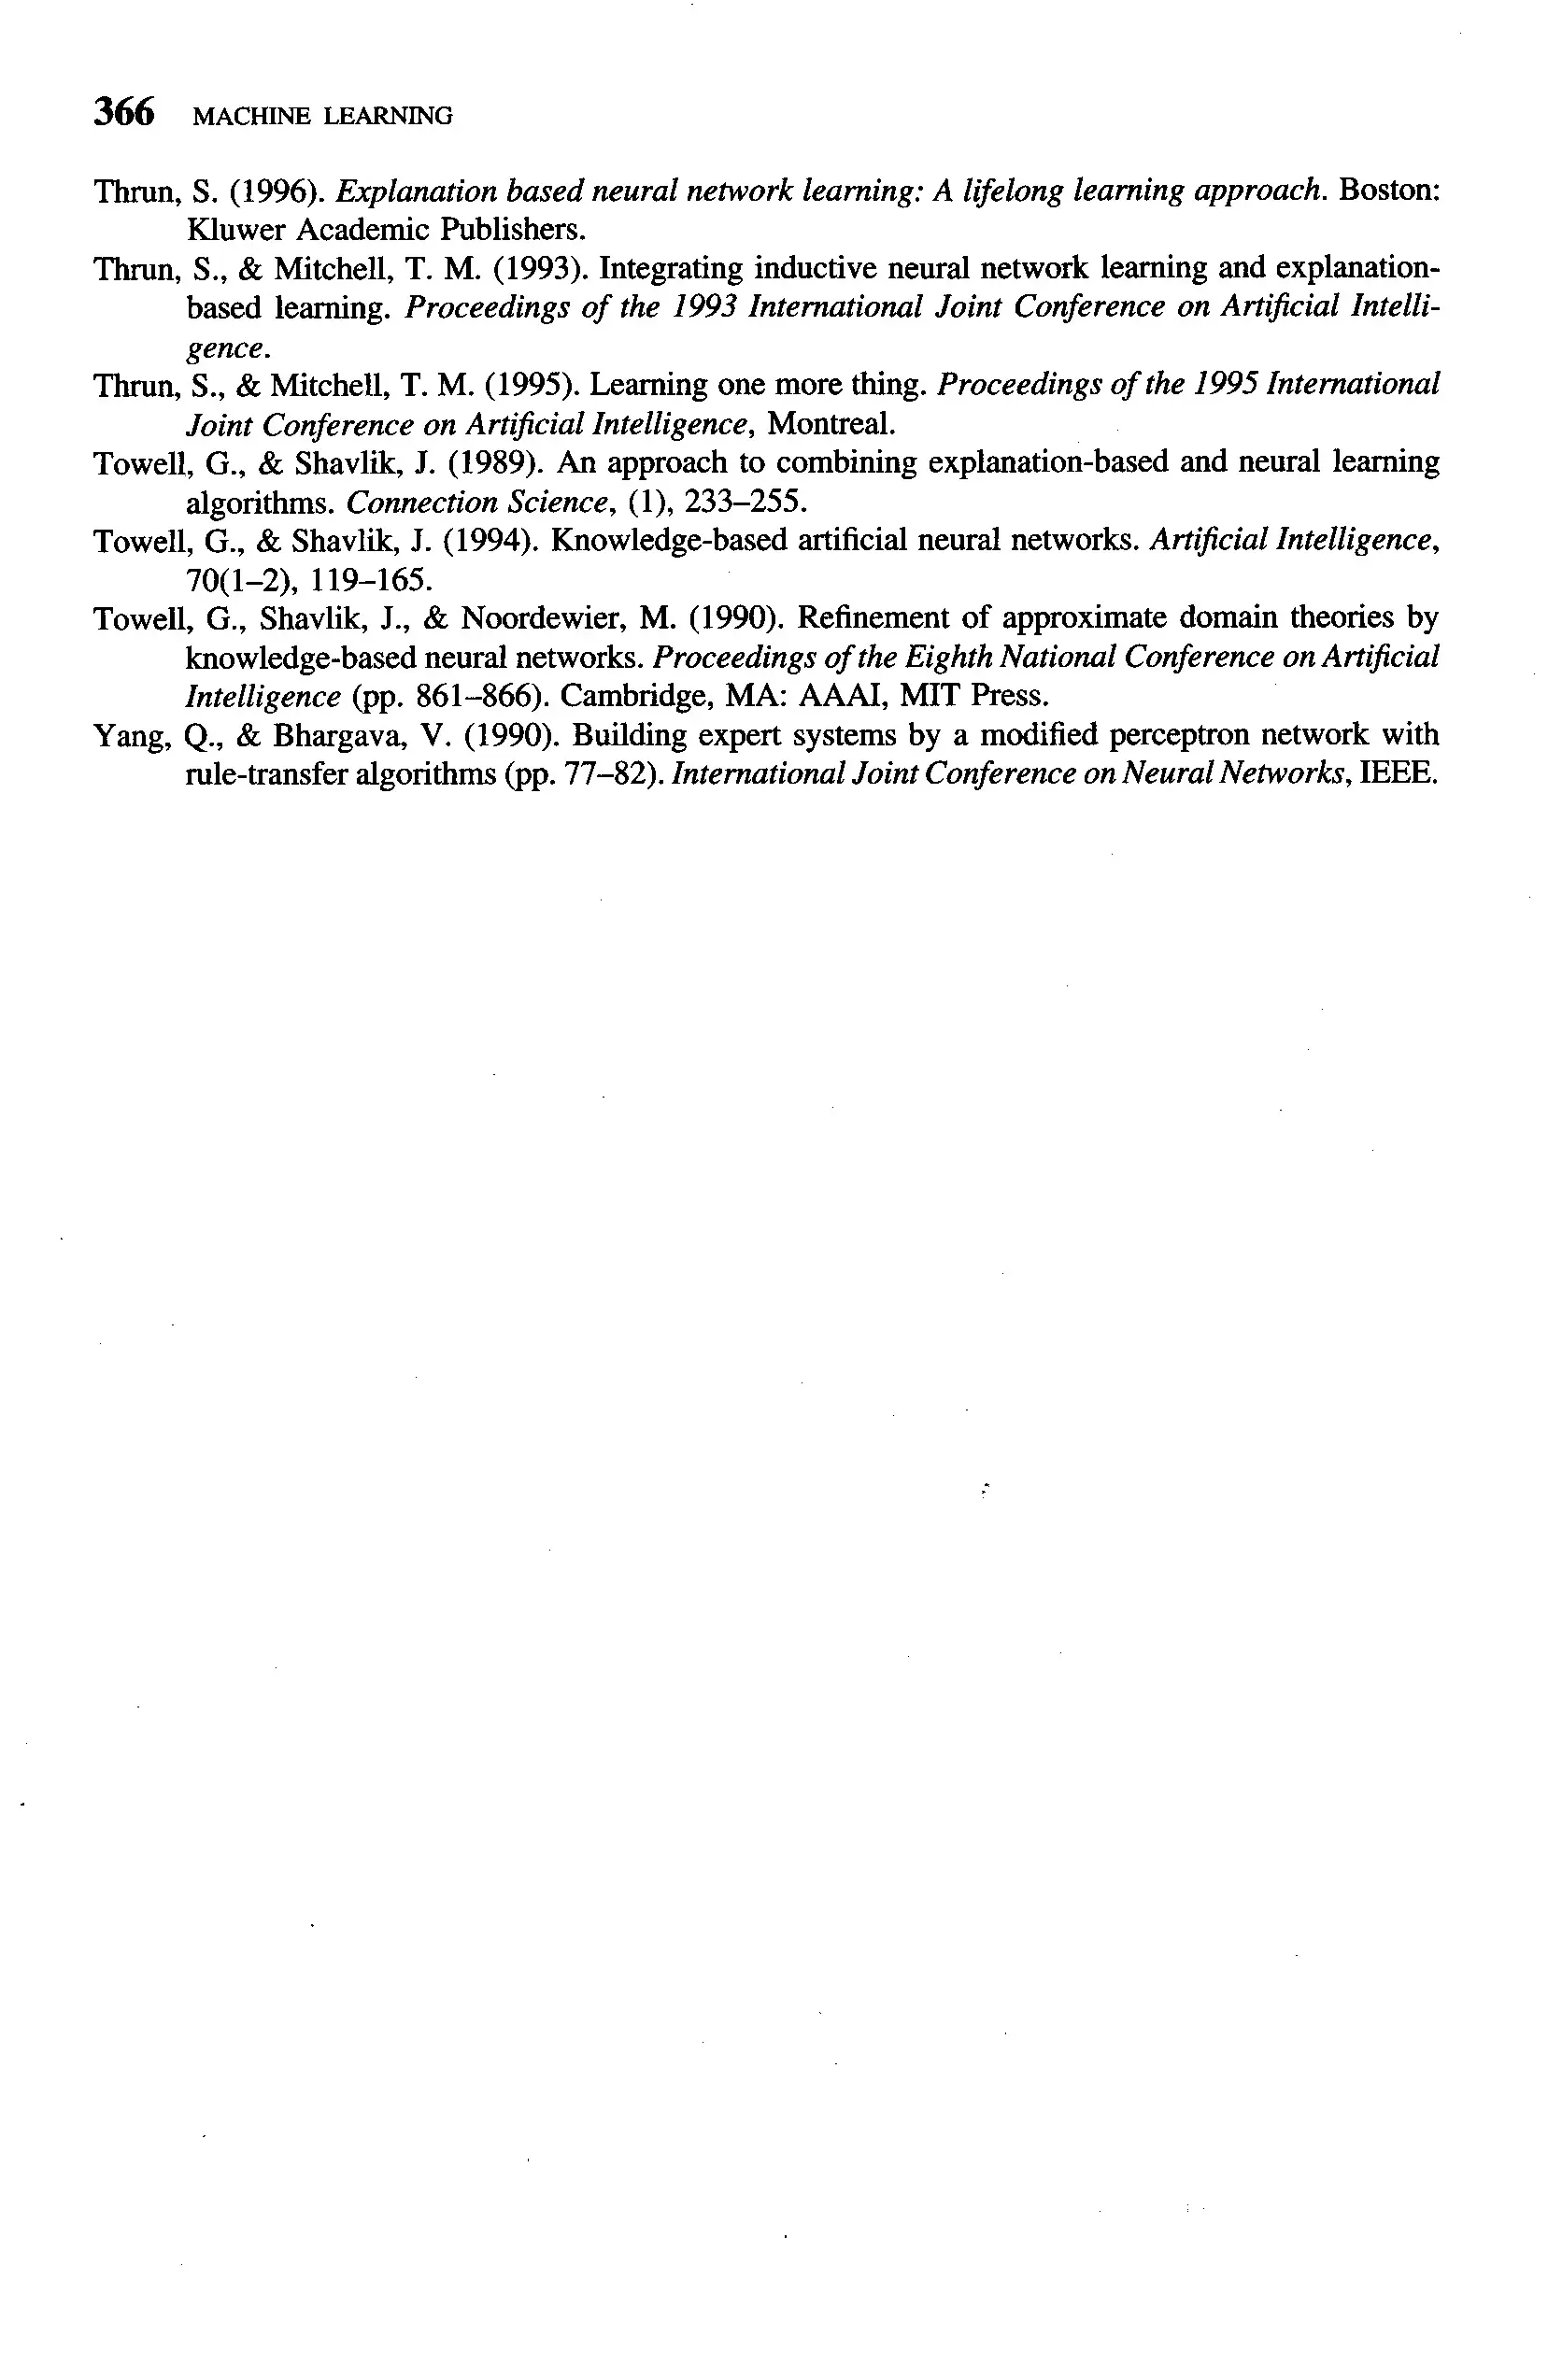 366 MACHINE LEARNING
Thrun, S. (1996). Explanation based neural network learning: A lifelong learning approach. Boston:
Kluwer Academic Publishers.
Thrun, S., & Mitchell, T. M. (1993). Integrating inductive neural network learning and explanation-
based learning. Proceedings of the 1993 International Joint Conference on Artificial Intelli-
gence.
Thrun, S., & Mitchell, T. M. (1995). Learning one more thing. Proceedings of the 1995 International
Joint Conference on Artificial Intelligence, Montreal.
Towell, G., & Shavlik, J. (1989). An approach to combining explanation-based and neural learning
algorithms. Connection Science, (1), 233–255.
Towell, G., & Shavlik, J. (1994). Knowledge-based artificial neural networks. Artificial Intelligence,
70(1–2), 119–165.
Towell, G., Shavlik, J., & Noordewier, M. (1990). Refinement of approximate domain theories by
knowledge-based neural networks. Proceedings of the Eighth National Conference on Artificial
Intelligence (pp. 861–866). Cambridge, MA: AAAI, MIT Press.
Yang, Q., & Bhargava, V. (1990). Building expert systems by a modified perceptron network with
rule-transfer algorithms (pp. 77–82). International Joint Conference on Neural Networks, IEEE.